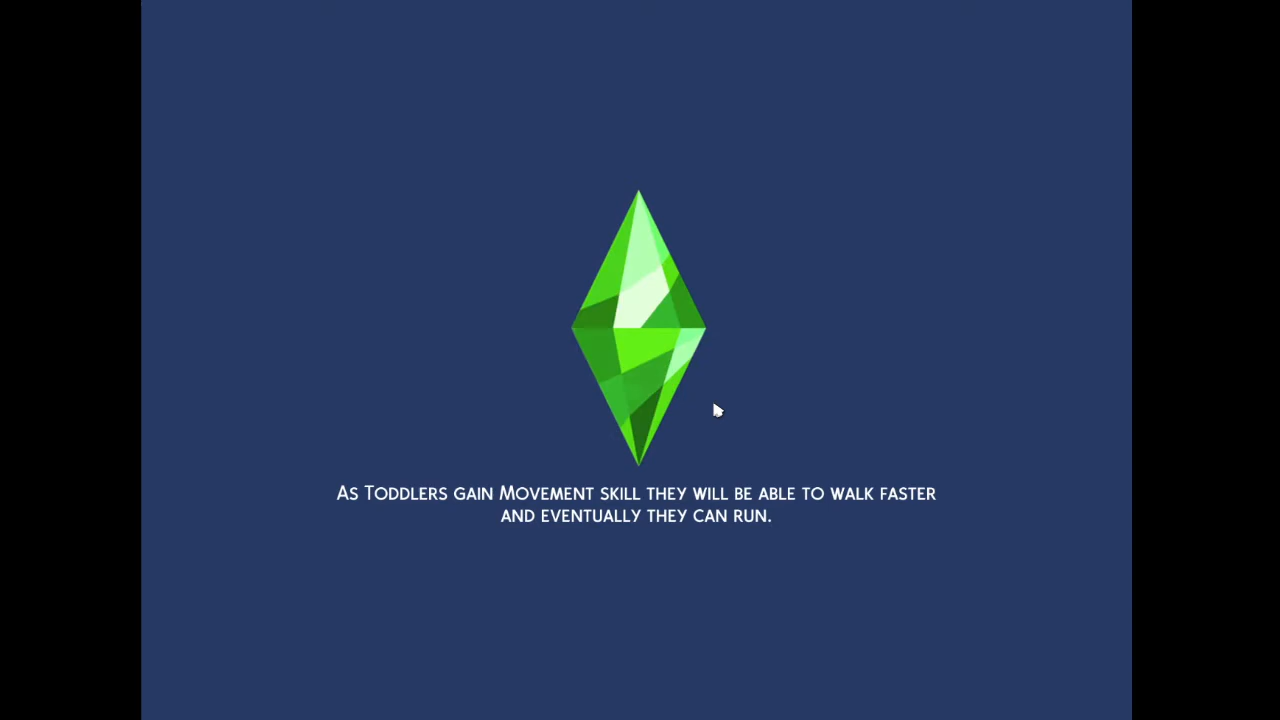 As Toddlers gain Movement skill they will be able to walk faster
and eventually they can run.